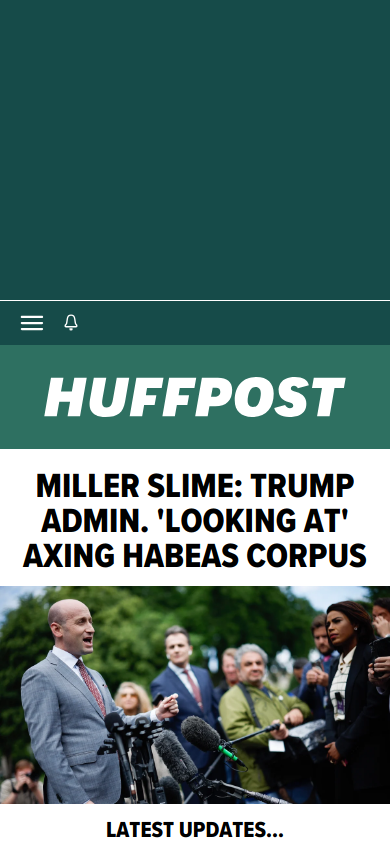 HUFFPOST
MILLER SLIME: TRUMP
ADMIN. 'LOOKING AT'
AXING HABEAS CORPUS
LATEST UPDATES...